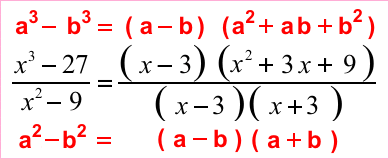 a³ − b³ = ( a − b ) (a² + ab + b²)
x³ − 27 / x² − 9 = ( x − 3 ) ( x² + 3x + 9 ) / ( x − 3 ) ( x + 3 )
a² − b² = ( a − b ) ( a + b )